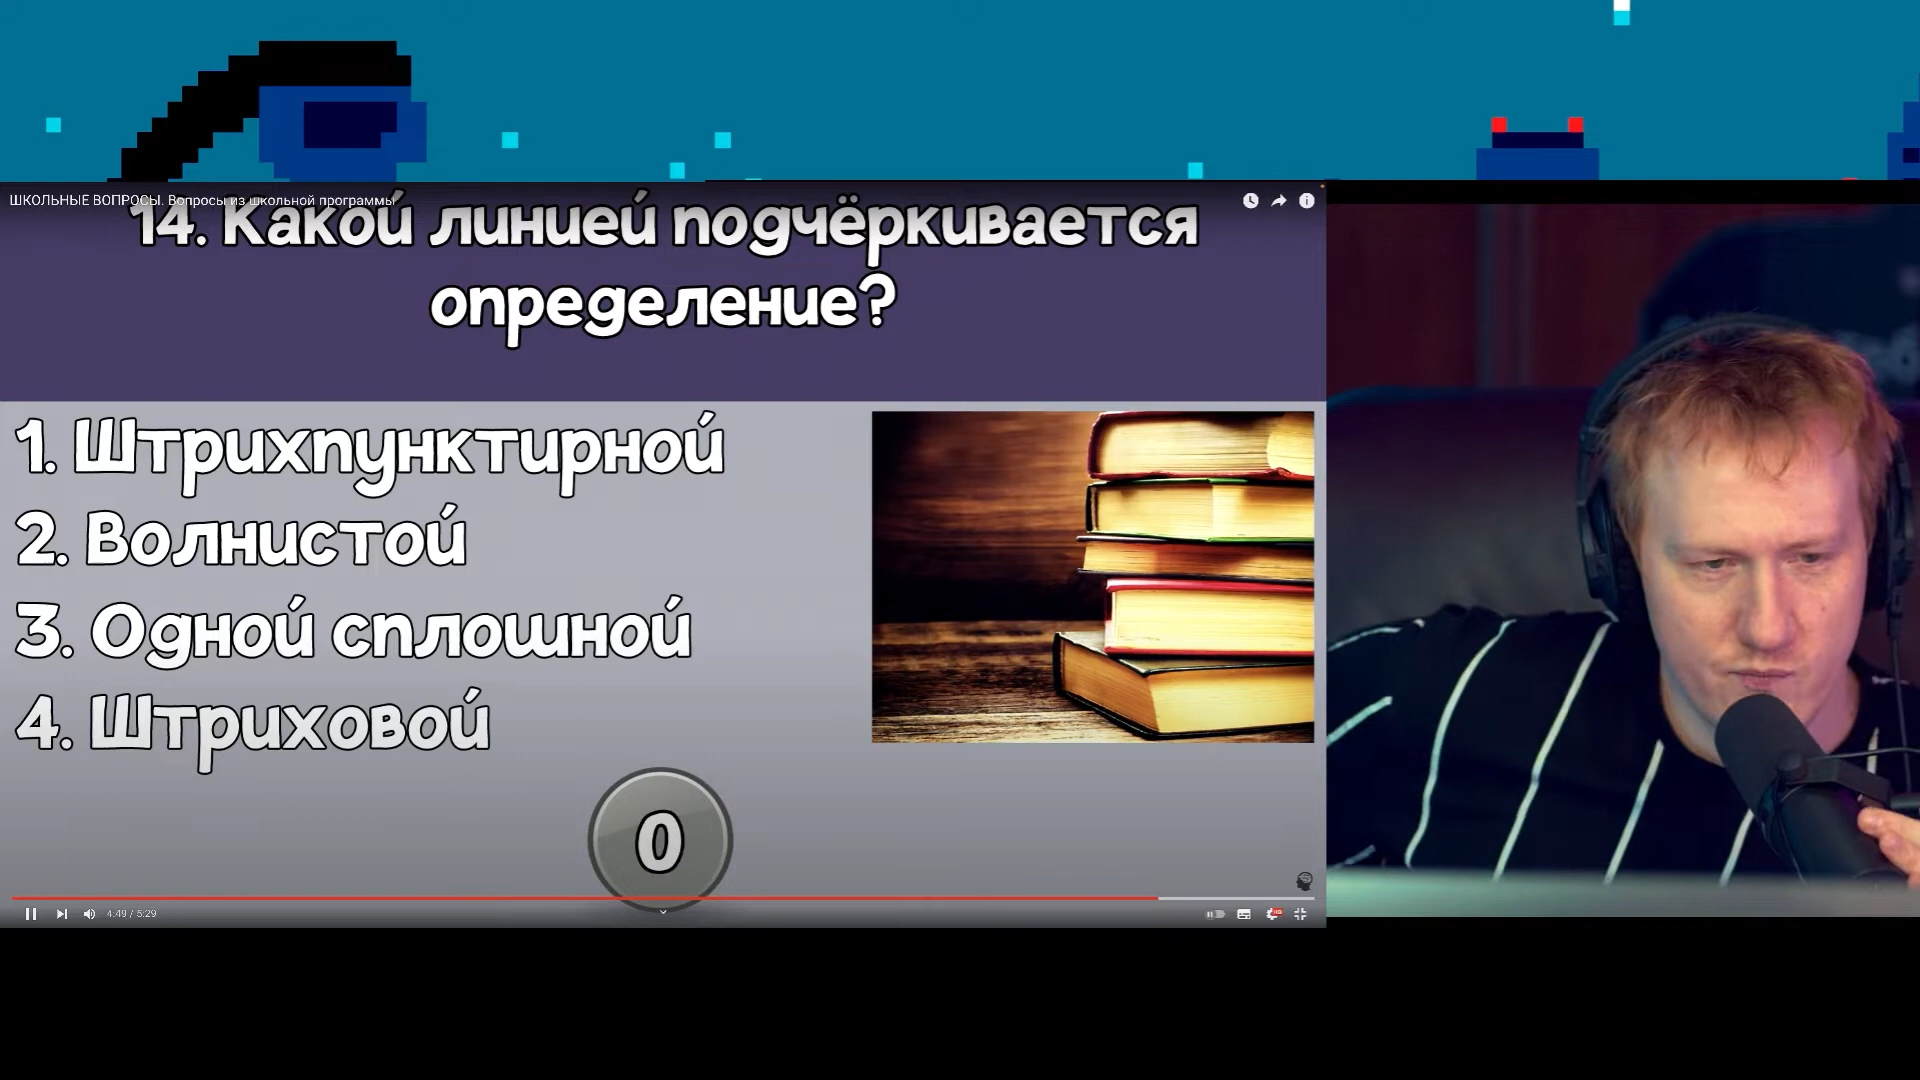 ШКОЛЬНЫЕ ВОПРОСЫ. Вопросы из школьной программы
14. Какой линией подчёркивается
определение?
1. Штрихпунктирной
2. Волнистой
3. Одной сплошной
4. Штриховой
0
4:49 / 5:29